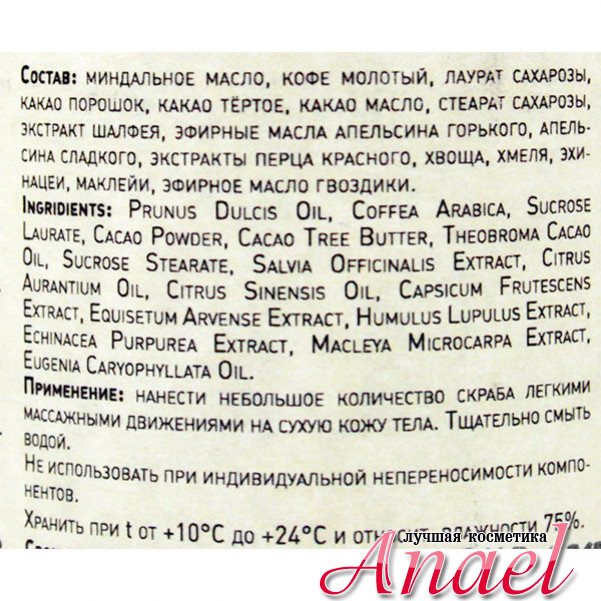 Состав: миндальное масло, кофе молотый, лаурат сахарозы,
какао порошок, какао тёртое, какао масло, стеарат сахарозы,
экстракт шалфея, эфирные масла апельсина горького, апель-
сина сладкого, экстракты перца красного, хвоща, хмеля, эхи-
нацеи, маклейи, эфирное масло гвоздики.
Ingridients: Prunus Dulcis Oil, Coffea Arabica, Sucrose
Laurate, Cacao Powder, Cacao Tree Butter, Theobroma Cacao
Oil, Sucrose Stearate, Salvia Officinalis Extract, Citrus
Aurantium Oil, Citrus Sinensis Oil, Capsicum Frutescens
Extract, Equisetum Arvense Extract, Humulus Lupulus Extract,
Echinacea Purpurea Extract, Macleya Microcarpa Extract,
Eugenia Caryophyllata Oil.
Применение: нанести небольшое количество скраба легкими
массажными движениями на сухую кожу тела. Тщательно смыть
водой.
Не использовать при индивидуальной непереносимости компо-
нентов.
Хранить при t от +10°C до +24°C и относит. влажности 75%.
лучшая косметика
Anael